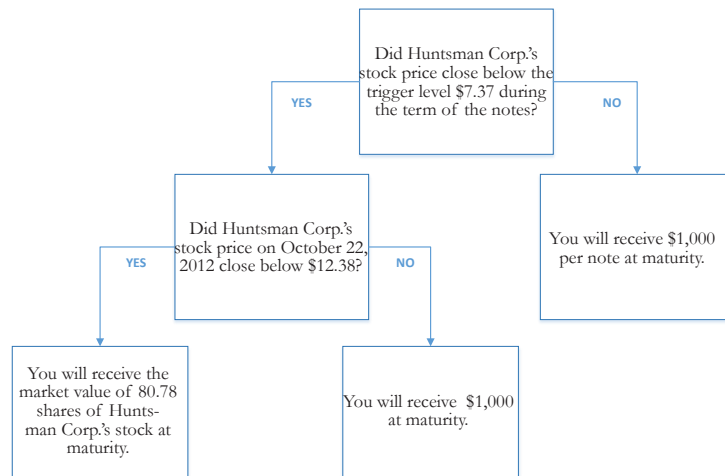 Did Huntsman Corp.'s
stock price close below the
trigger level $7.37 during
the term of the notes?
YES
NO
Did Huntsman Corp.'s
stock price on October 22,
2012 close below $12.38?
You will receive $1,000
per note at maturity.
YES
NO
You will receive the
market value of 80.78
shares of Hunts-
man Corp.'s stock at
maturity.
You will receive $1,000
at maturity.